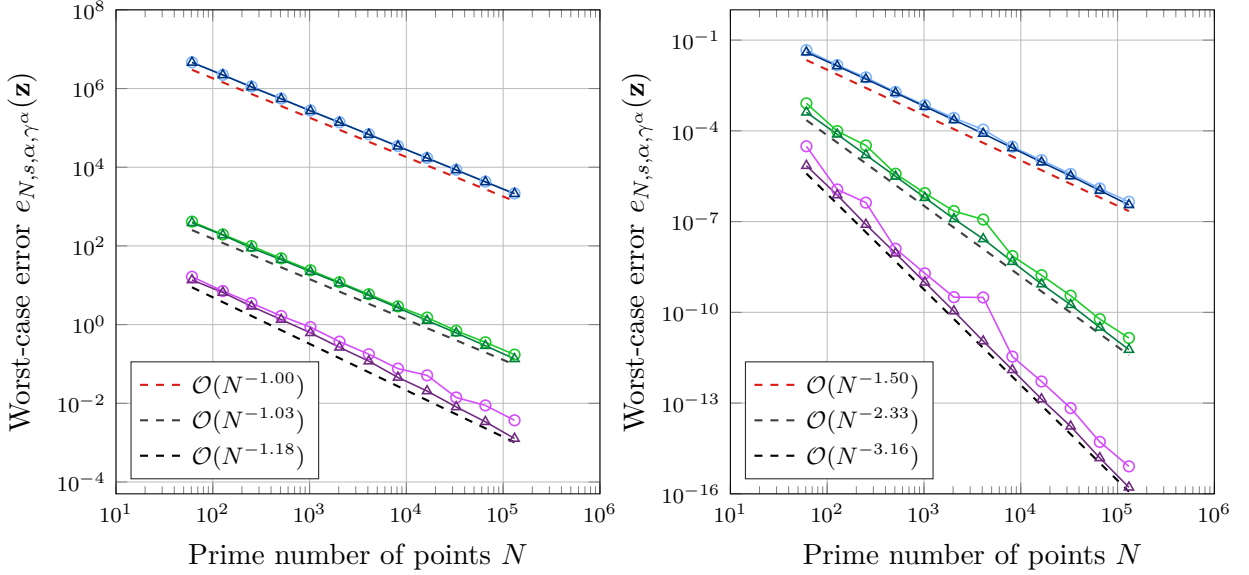 Worst-case error e_{N,s,α,γ^α}(𝐳)
10^8
10^6
10^4
10^2
10^0
10^{−2}
10^{−4}
O(N^{−1.00})
O(N^{−1.03})
O(N^{−1.18})
10^1 10^2 10^3 10^4 10^5 10^6
Prime number of points N
Worst-case error e_{N,s,α,γ^α}(𝐳)
10^{−1}
10^{−4}
10^{−7}
10^{−10}
10^{−13}
10^{−16}
O(N^{−1.50})
O(N^{−2.33})
O(N^{−3.16})
10^1 10^2 10^3 10^4 10^5 10^6
Prime number of points N